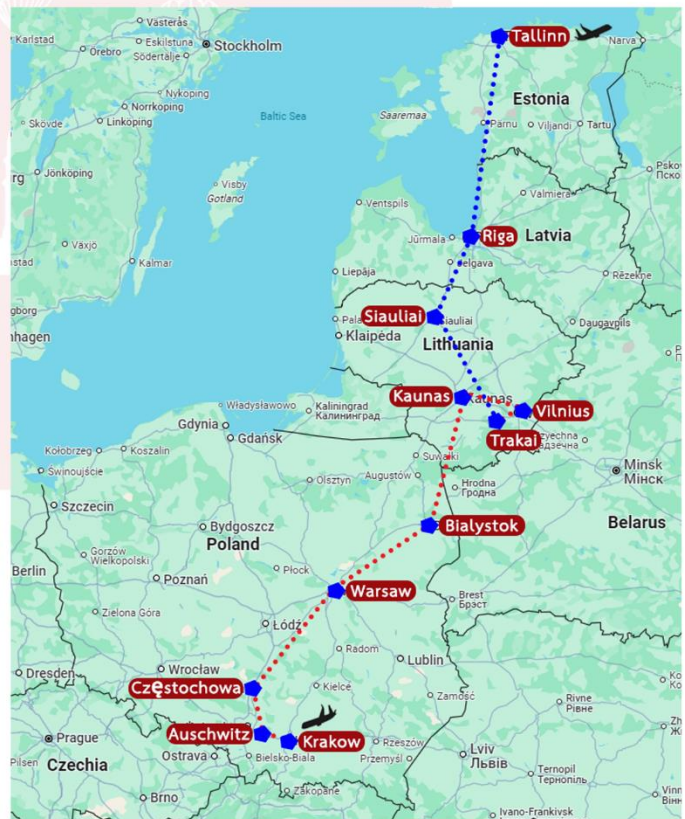 Västerås
Tallinn
Karlstad
Eskilstuna
Stockholm
Narva
Örebro
Södertälje
Estonia
Nyköping
Norrköping
Baltic Sea
Saaremaa
Skövde
Linköping
Pärnu
Viljandi
Tartu
Jönköping
Visby
Gotland
Valmiera
Ventspils
Växjö
Jūrmala
Riga
Latvia
Kalmar
Jelgava
Liepāja
Rēzekne
Siauliai
Šiauliai
Daugavpils
Klaipėda
Lithuania
Kaunas
Kaunas
Vilnius
Władysławowo
Kaliningrad
Калининград
Trakai
Gdynia
Gdańsk
Kołobrzeg
Koszalin
Suwałki
Minsk
Мінск
Świnoujście
Olsztyn
Augustów
Hrodna
Гродна
Szczecin
Bydgoszcz
Bialystok
Belarus
Poland
Gorzów
Wielkopolski
Berlin
Poznań
Płock
Warsaw
Brest
Брэст
Zielona Góra
Łódź
Radom
Lublin
Dresden
Wrocław
Częstochowa
Kielce
Zamość
Rivne
Рівне
Auschwitz
Krakow
Prague
Ostrava
Bielsko-Biala
Rzeszów
Przemyśl
Lviv
Львів
Pilsen
Czechia
Ternopil
Тернопіль
Brno
Zakopane
Ivano-Frankivsk